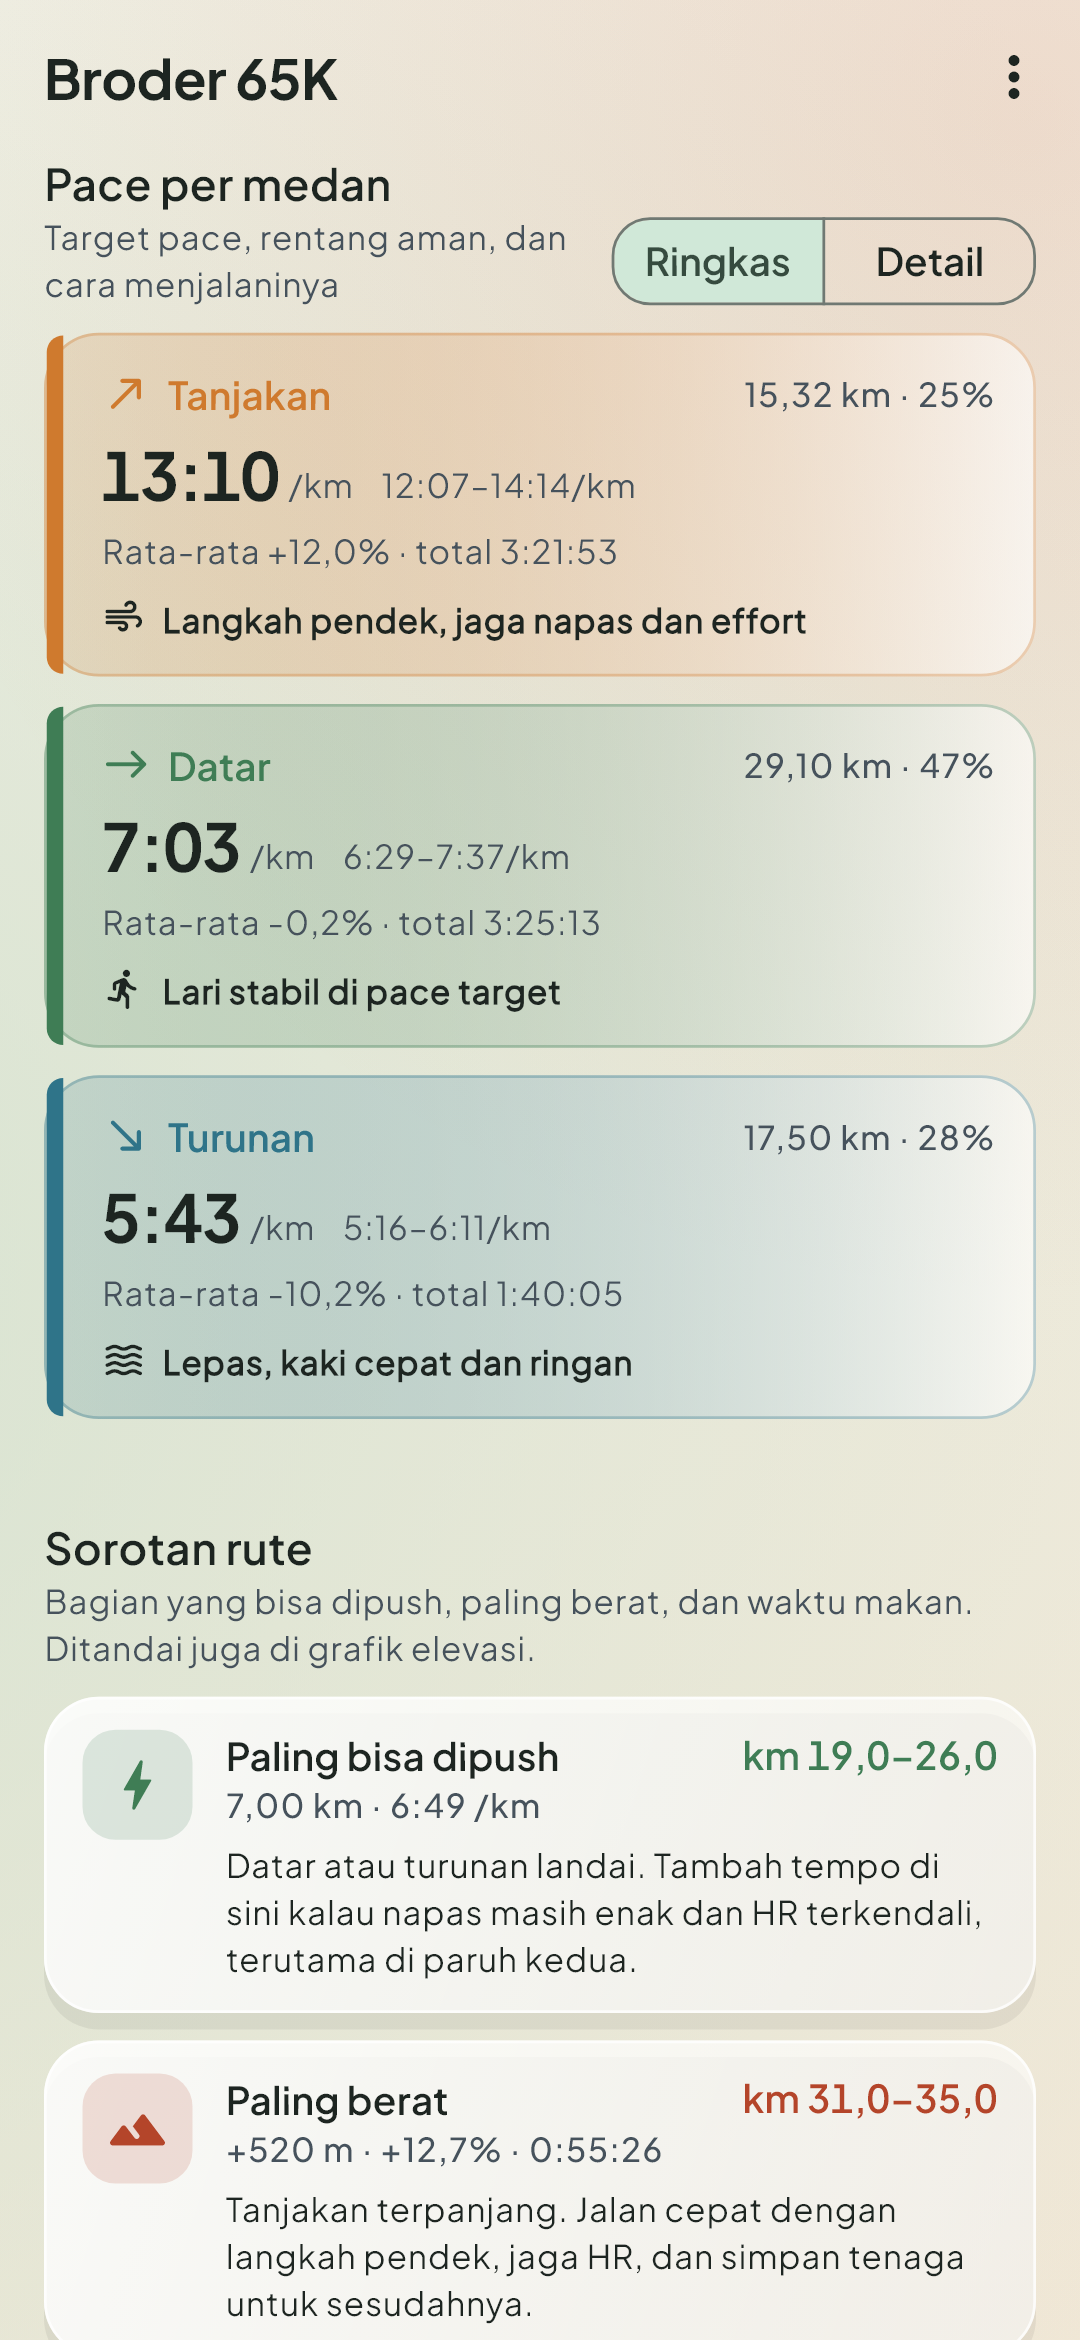 Broder 65K
Pace per medan
Target pace, rentang aman, dan
cara menjalaninya
Ringkas
Detail
Tanjakan
15,32 km · 25%
13:10 /km 12:07–14:14/km
Rata-rata +12,0% · total 3:21:53
Langkah pendek, jaga napas dan effort
Datar
29,10 km · 47%
7:03 /km 6:29–7:37/km
Rata-rata -0,2% · total 3:25:13
Lari stabil di pace target
Turunan
17,50 km · 28%
5:43 /km 5:16–6:11/km
Rata-rata -10,2% · total 1:40:05
Lepas, kaki cepat dan ringan
Sorotan rute
Bagian yang bisa dipush, paling berat, dan waktu makan.
Ditandai juga di grafik elevasi.
Paling bisa dipush
km 19,0–26,0
7,00 km · 6:49 /km
Datar atau turunan landai. Tambah tempo di
sini kalau napas masih enak dan HR terkendali,
terutama di paruh kedua.
Paling berat
km 31,0–35,0
+520 m · +12,7% · 0:55:26
Tanjakan terpanjang. Jalan cepat dengan
langkah pendek, jaga HR, dan simpan tenaga
untuk sesudahnya.